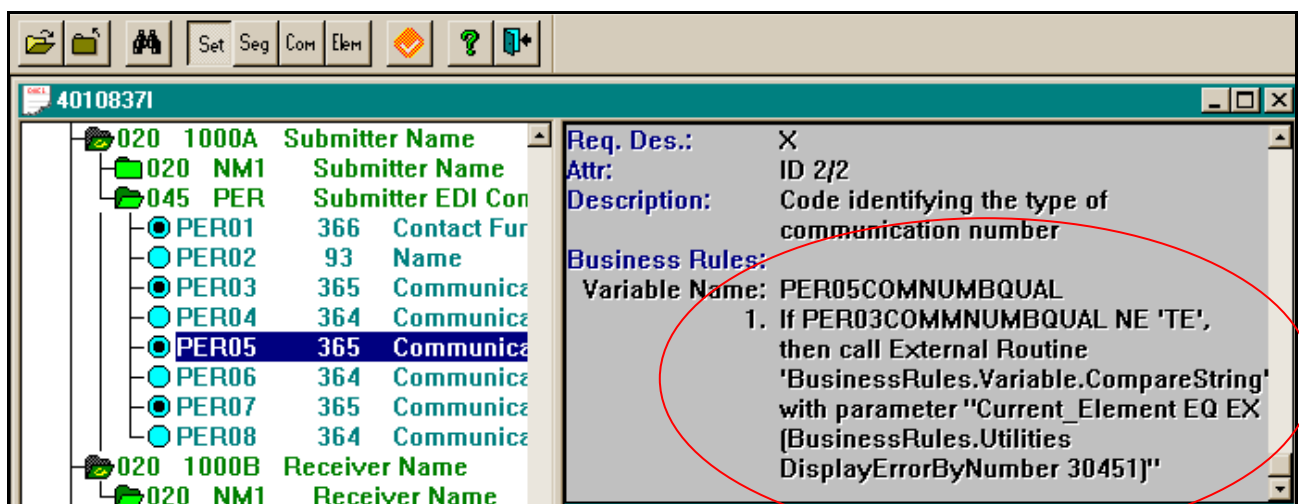 Set Seg Com Elem
4010837I
020 1000A Submitter Name
020 NM1 Submitter Name
045 PER Submitter EDI Con
PER01 366 Contact Fur
PER02 93 Name
PER03 365 Communica
PER04 364 Communica
PER05 365 Communica
PER06 364 Communica
PER07 365 Communica
PER08 364 Communica
020 1000B Receiver Name
020 NM1 Receiver Name
Req. Des.: X
Attr: ID 2/2
Description: Code identifying the type of
communication number
Business Rules:
Variable Name: PER05COMNUMBQUAL
1. If PER03COMMNUMBQUAL NE 'TE',
then call External Routine
'BusinessRules.Variable.CompareString'
with parameter "Current_Element EQ EX
(BusinessRules.Utilities
DisplayErrorByNumber 30451)"